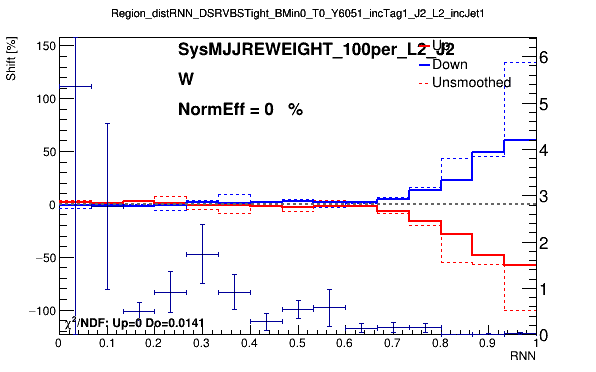 Region_distRNN_DSRVBSTight_BMin0_T0_Y6051_incTag1_J2_L2_incJet1
Shift [%]
SysMJJREWEIGHT_100per_L2_J2
W
NormEff = 0 %
Up
Down
Unsmoothed
150
100
50
0
−50
−100
6
5
4
3
2
1
0
χ²/NDF: Up=0 Do=0.0141
0 0.1 0.2 0.3 0.4 0.5 0.6 0.7 0.8 0.9 1
RNN